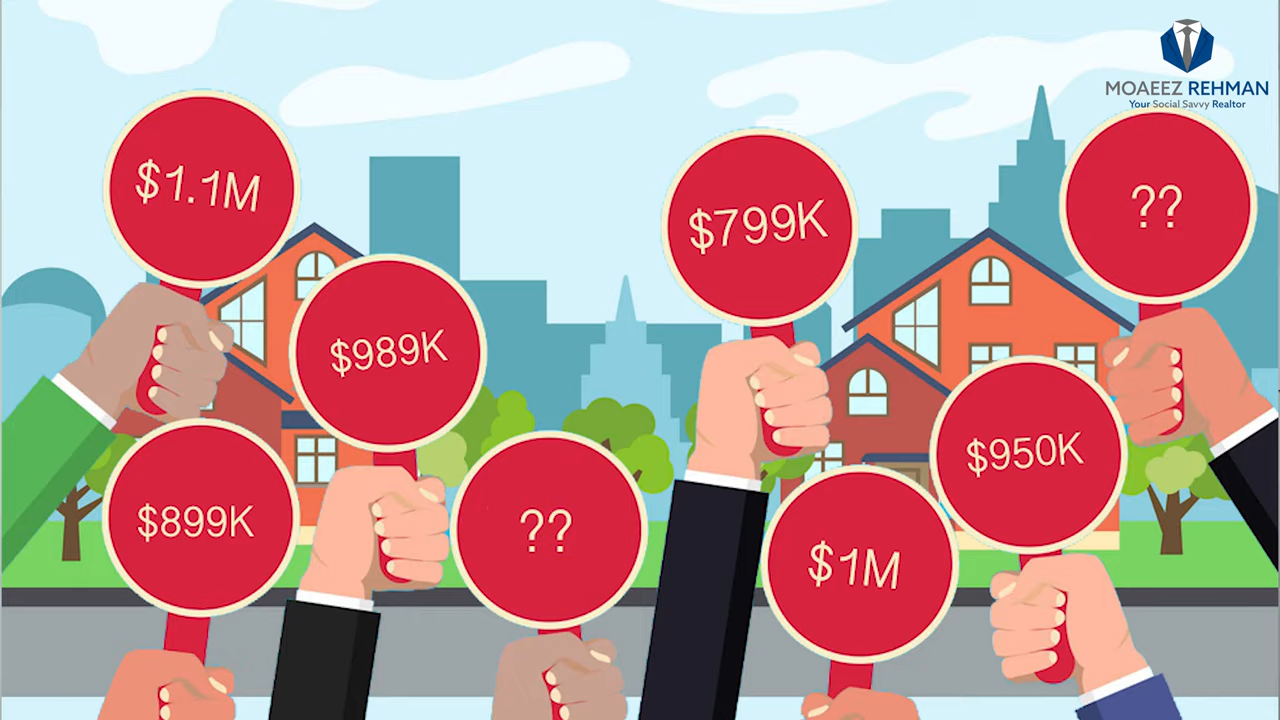 MOAEEZ REHMAN
Your Social Savvy Realtor
$1.1M
$799K
??
$989K
$950K
$899K
??
$1M